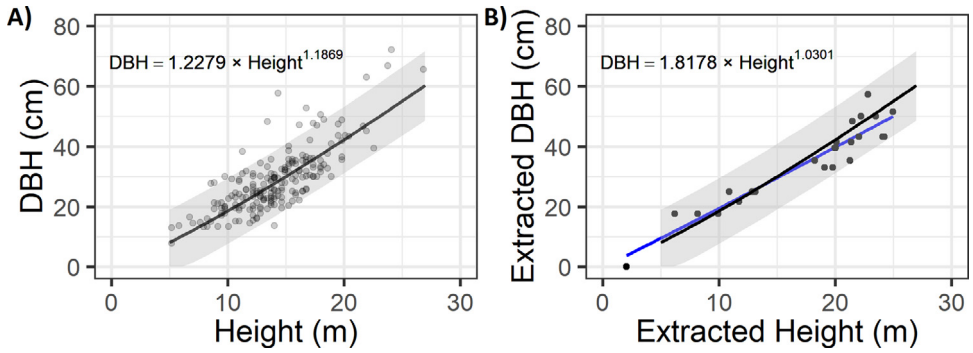 A)
DBH = 1.2279 × Height^1.1869
DBH (cm)
80
60
40
20
0
0 10 20 30
Height (m)
B)
DBH = 1.8178 × Height^1.0301
Extracted DBH (cm)
80
60
40
20
0
0 10 20 30
Extracted Height (m)